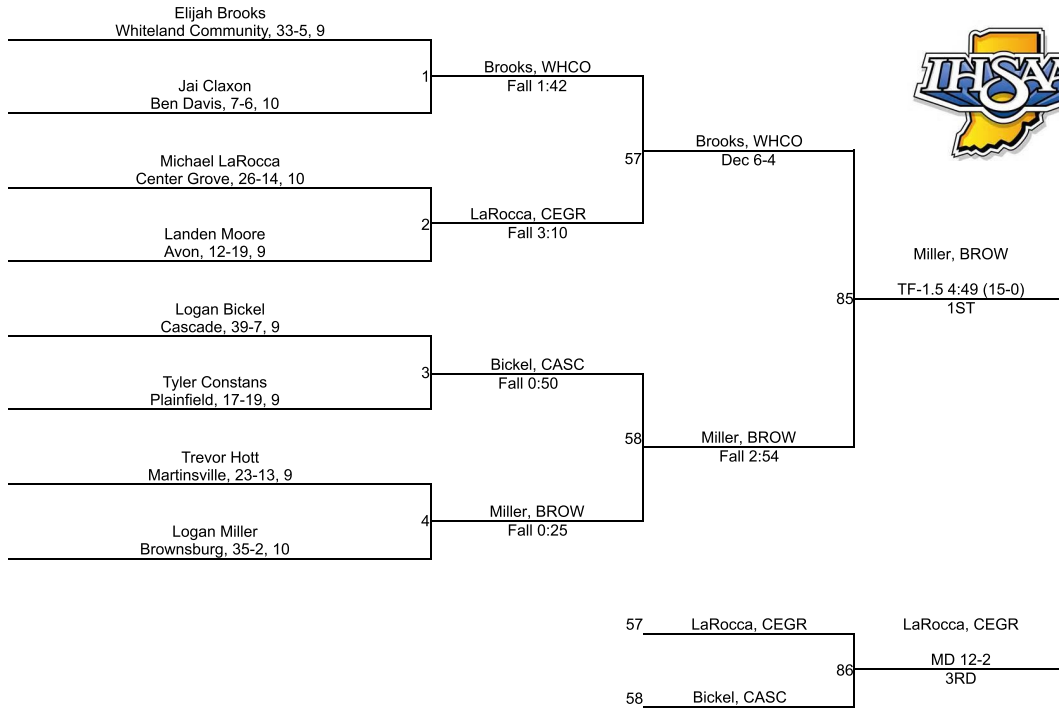 Elijah Brooks
Whiteland Community, 33-5, 9
1
Jai Claxon
Ben Davis, 7-6, 10
Brooks, WHCO
Fall 1:42
Michael LaRocca
Center Grove, 26-14, 10
2
Landen Moore
Avon, 12-19, 9
LaRocca, CEGR
Fall 3:10
57
Brooks, WHCO
Dec 6-4
Logan Bickel
Cascade, 39-7, 9
3
Tyler Constans
Plainfield, 17-19, 9
Bickel, CASC
Fall 0:50
Trevor Hott
Martinsville, 23-13, 9
4
Logan Miller
Brownsburg, 35-2, 10
Miller, BROW
Fall 0:25
58
Miller, BROW
Fall 2:54
85
Miller, BROW
TF-1.5 4:49 (15-0)
1ST
IHSAA
57
LaRocca, CEGR
58
Bickel, CASC
86
LaRocca, CEGR
MD 12-2
3RD